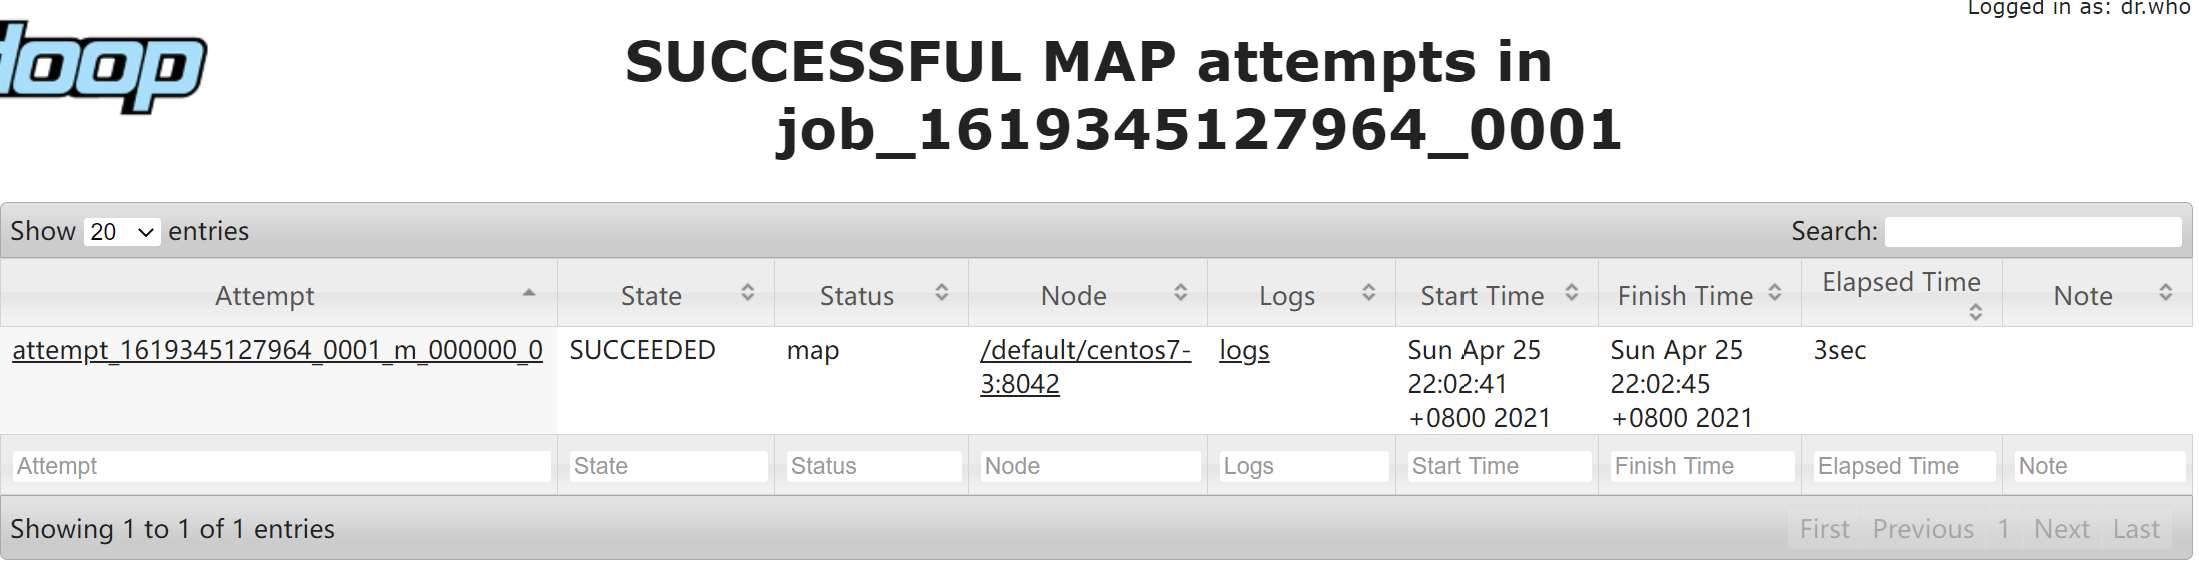 Logged in as: dr.who
doop
SUCCESSFUL MAP attempts in
job_1619345127964_0001
Show 20 entries Search:
Attempt State Status Node Logs Start Time Finish Time Elapsed Time Note
attempt_1619345127964_0001_m_000000_0 SUCCEEDED map /default/centos7- logs Sun Apr 25 Sun Apr 25 3sec
3:8042 22:02:41 22:02:45
+0800 2021 +0800 2021
Attempt State Status Node Logs Start Time Finish Time Elapsed Time Note
Showing 1 to 1 of 1 entries First Previous 1 Next Last